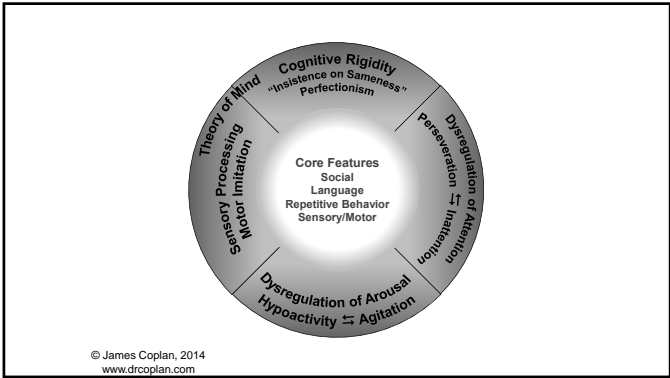 Cognitive Rigidity
“Insistence on Sameness”
Perfectionism
Theory of Mind
Sensory Processing
Motor Imitation
Core Features
Social
Language
Repetitive Behavior
Sensory/Motor
Dysregulation of Attention
Perseveration ⇆ Inattention
Dysregulation of Arousal
Hypoactivity ⇆ Agitation
© James Coplan, 2014
www.drcoplan.com